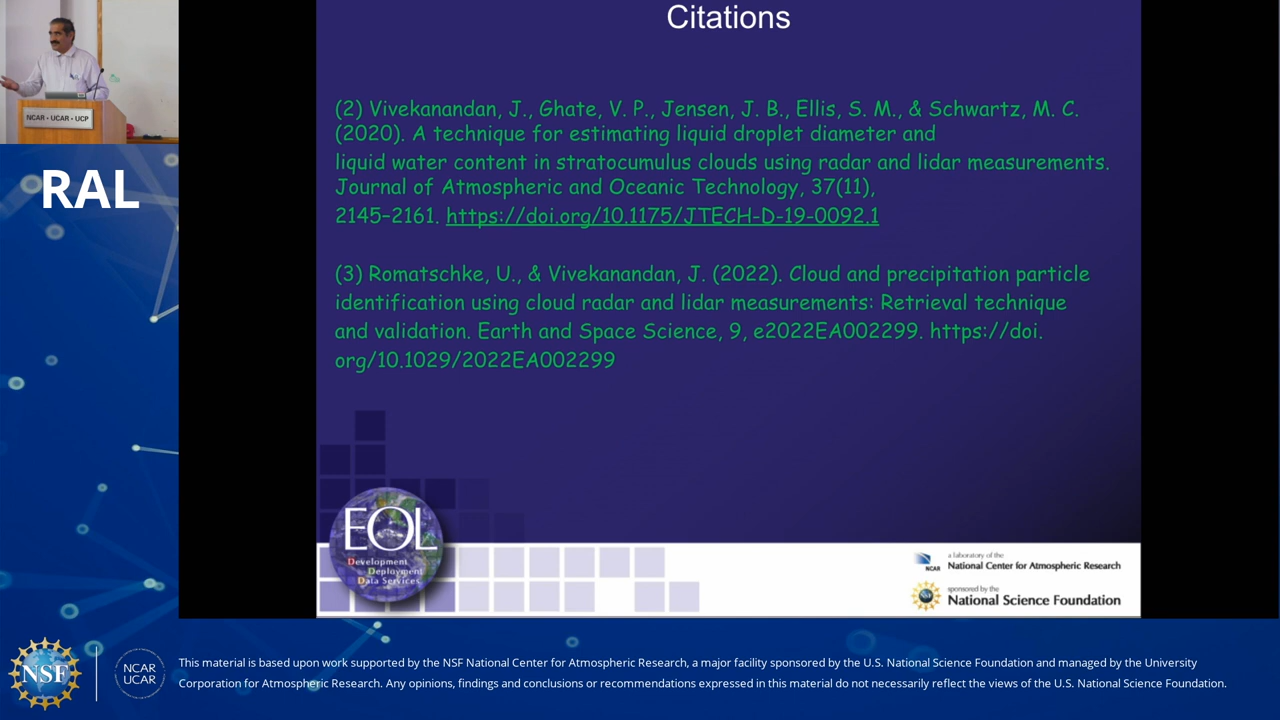 Citations
NCAR • UCAR • UCP
RAL
(2) Vivekanandan, J., Ghate, V. P., Jensen, J. B., Ellis, S. M., & Schwartz, M. C.
(2020). A technique for estimating liquid droplet diameter and
liquid water content in stratocumulus clouds using radar and lidar measurements.
Journal of Atmospheric and Oceanic Technology, 37(11),
2145–2161. https://doi.org/10.1175/JTECH-D-19-0092.1
(3) Romatschke, U., & Vivekanandan, J. (2022). Cloud and precipitation particle
identification using cloud radar and lidar measurements: Retrieval technique
and validation. Earth and Space Science, 9, e2022EA002299. https://doi.
org/10.1029/2022EA002299
EOL
Development
Deployment
Data Services
NCAR
a laboratory of the
National Center for Atmospheric Research
sponsored by the
National Science Foundation
NSF
NCAR
UCAR
This material is based upon work supported by the NSF National Center for Atmospheric Research, a major facility sponsored by the U.S. National Science Foundation and managed by the University
Corporation for Atmospheric Research. Any opinions, findings and conclusions or recommendations expressed in this material do not necessarily reflect the views of the U.S. National Science Foundation.